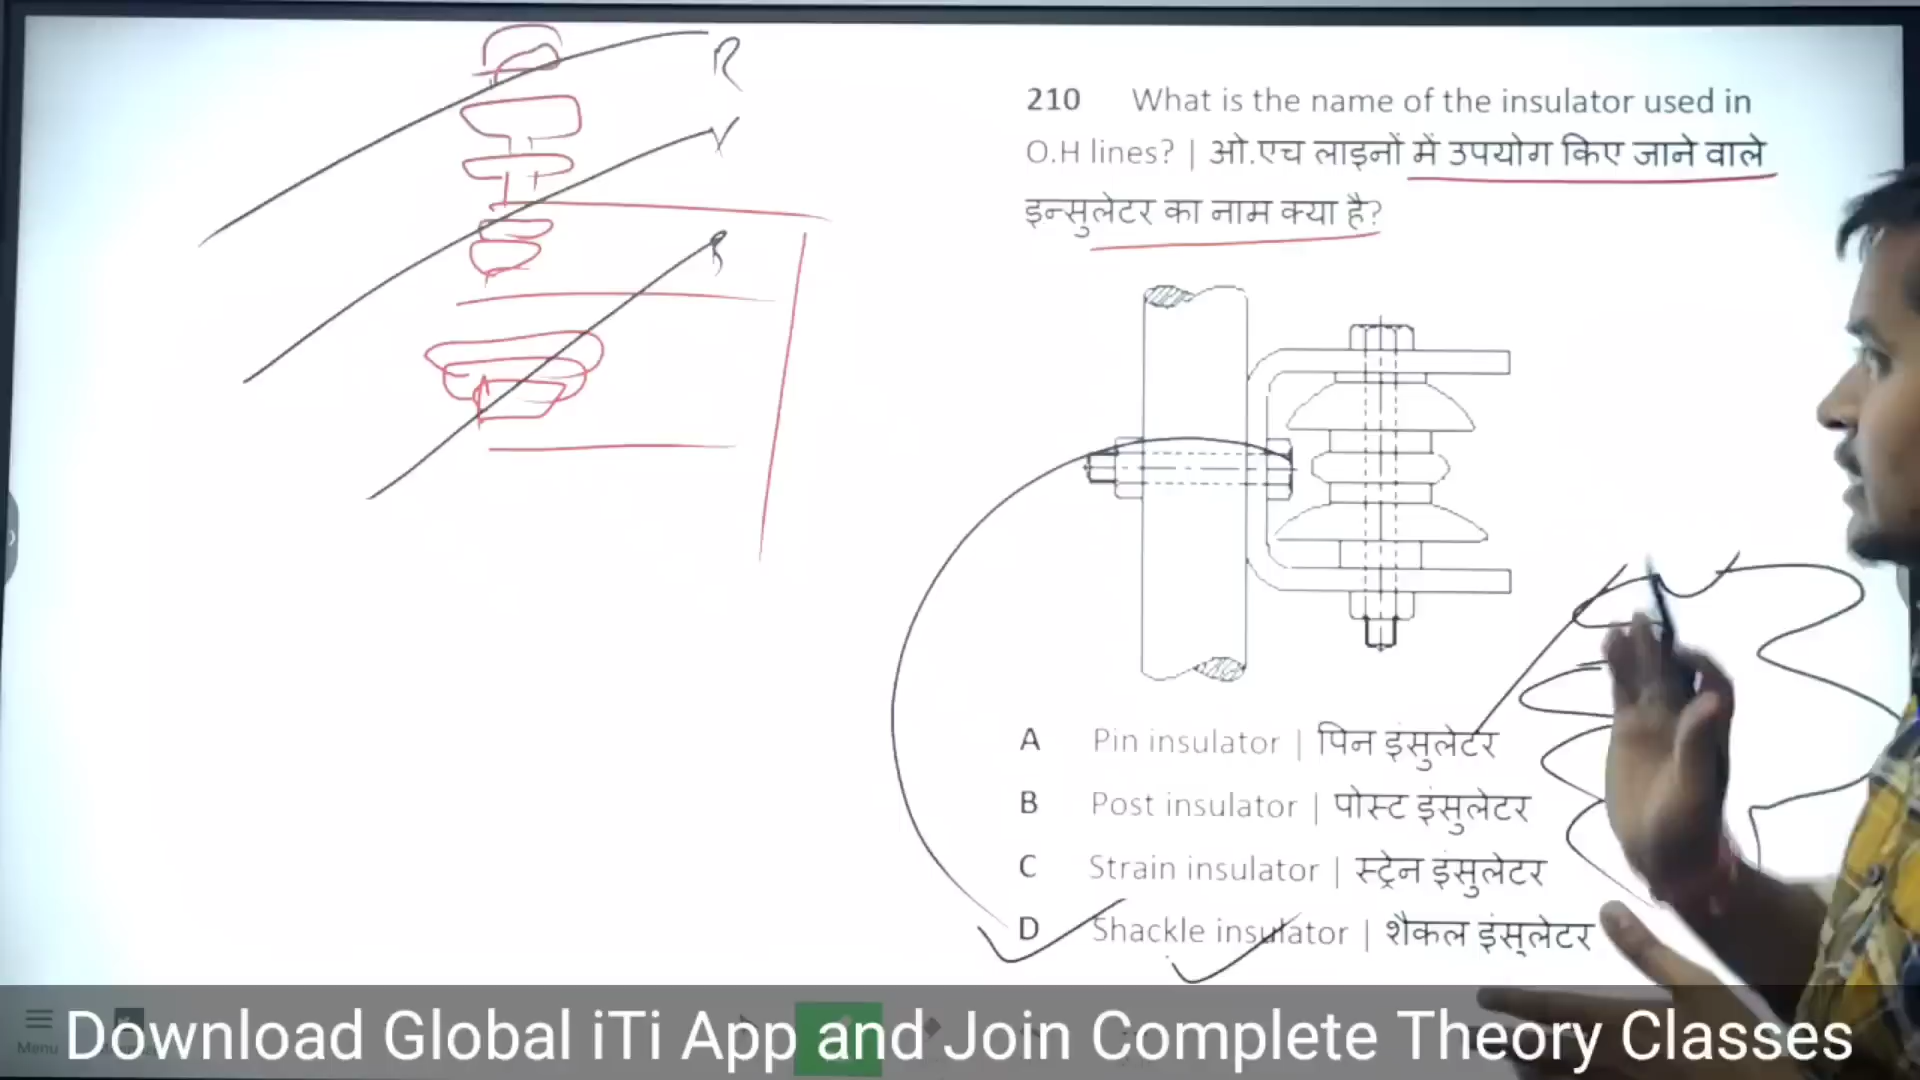 R
Y
210 What is the name of the insulator used in
O.H lines? | ओ.एच लाइनों में उपयोग किए जाने वाले
इन्सुलेटर का नाम क्या है?
A Pin insulator | पिन इंसुलेटर
B Post insulator | पोस्ट इंसुलेटर
C Strain insulator | स्ट्रेन इंसुलेटर
D Shackle insulator | शैकल इंस्लेटर
Menu
Download Global iTi App and Join Complete Theory Classes